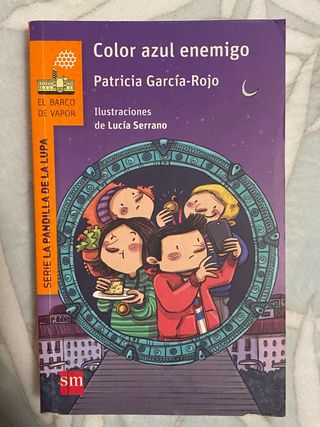 Color azul enemigo
Patricia García-Rojo
Ilustraciones
de Lucía Serrano
EL BARCO
DE VAPOR
SERIE LA PANDILLA DE LA LUPA
sm